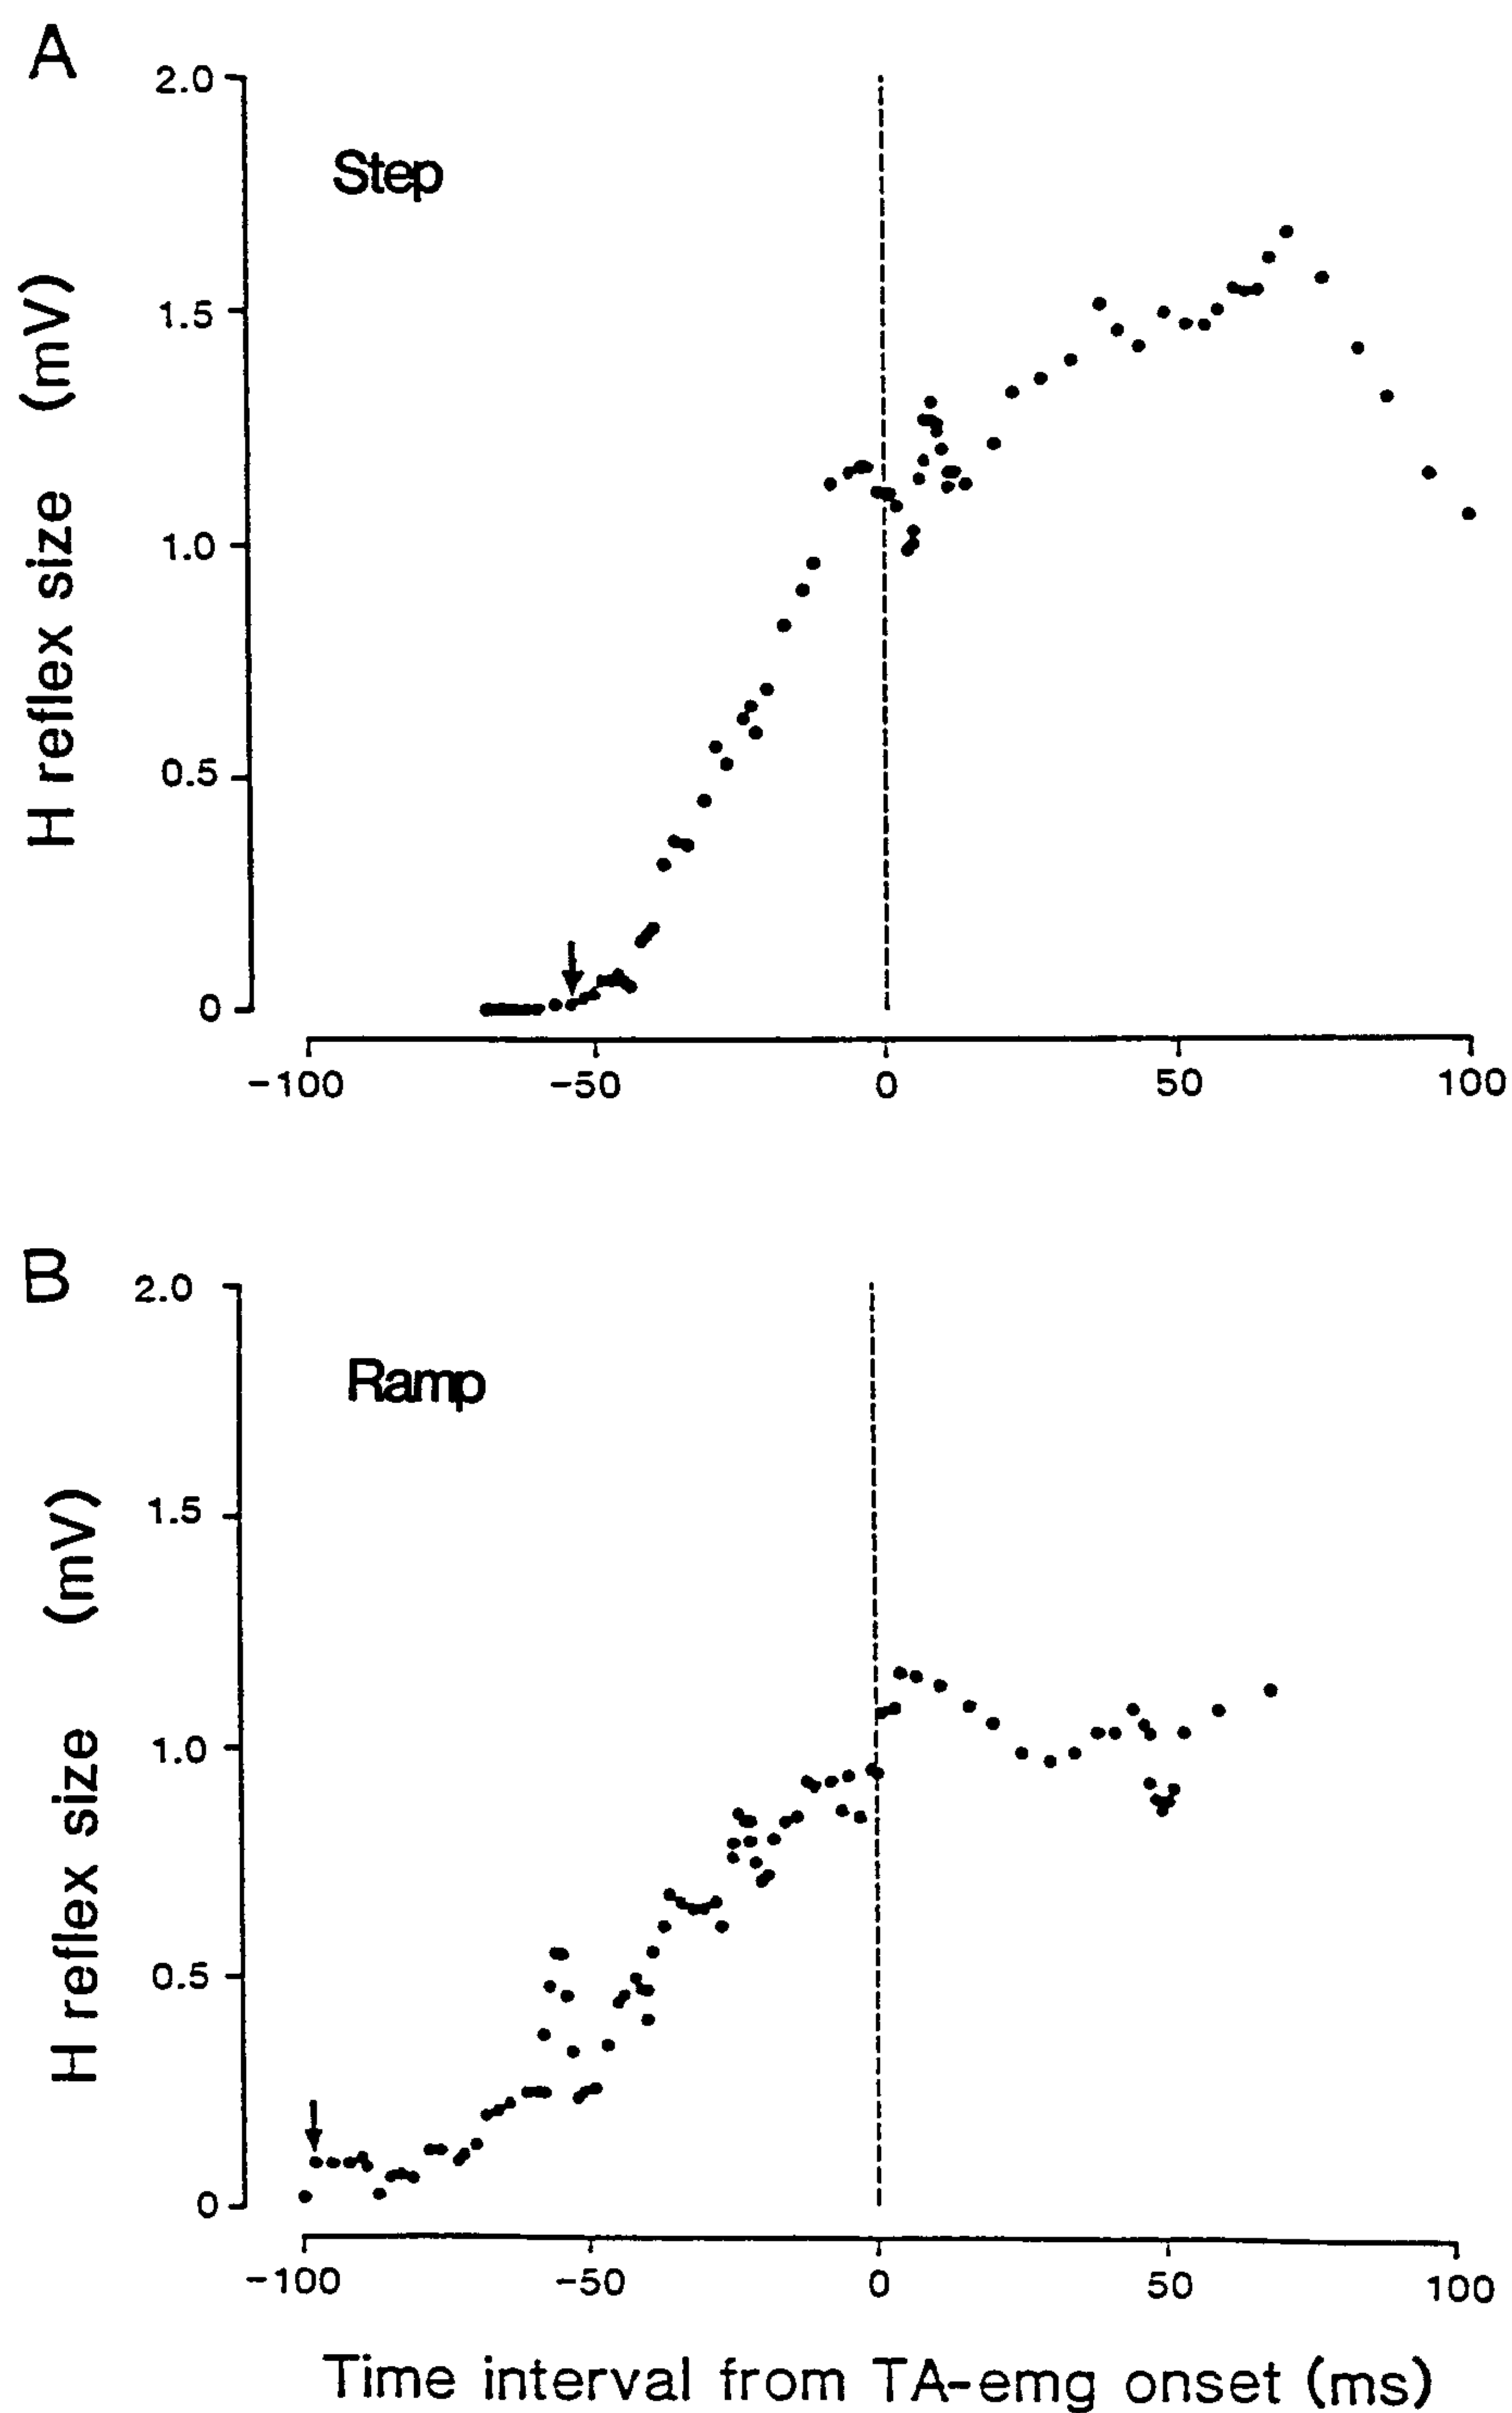 A
Step
H reflex size (mV)
2.0
1.5
1.0
0.5
0
-100 -50 0 50 100
B
Ramp
H reflex size (mV)
2.0
1.5
1.0
0.5
0
-100 -50 0 50 100
Time interval from TA-emg onset (ms)